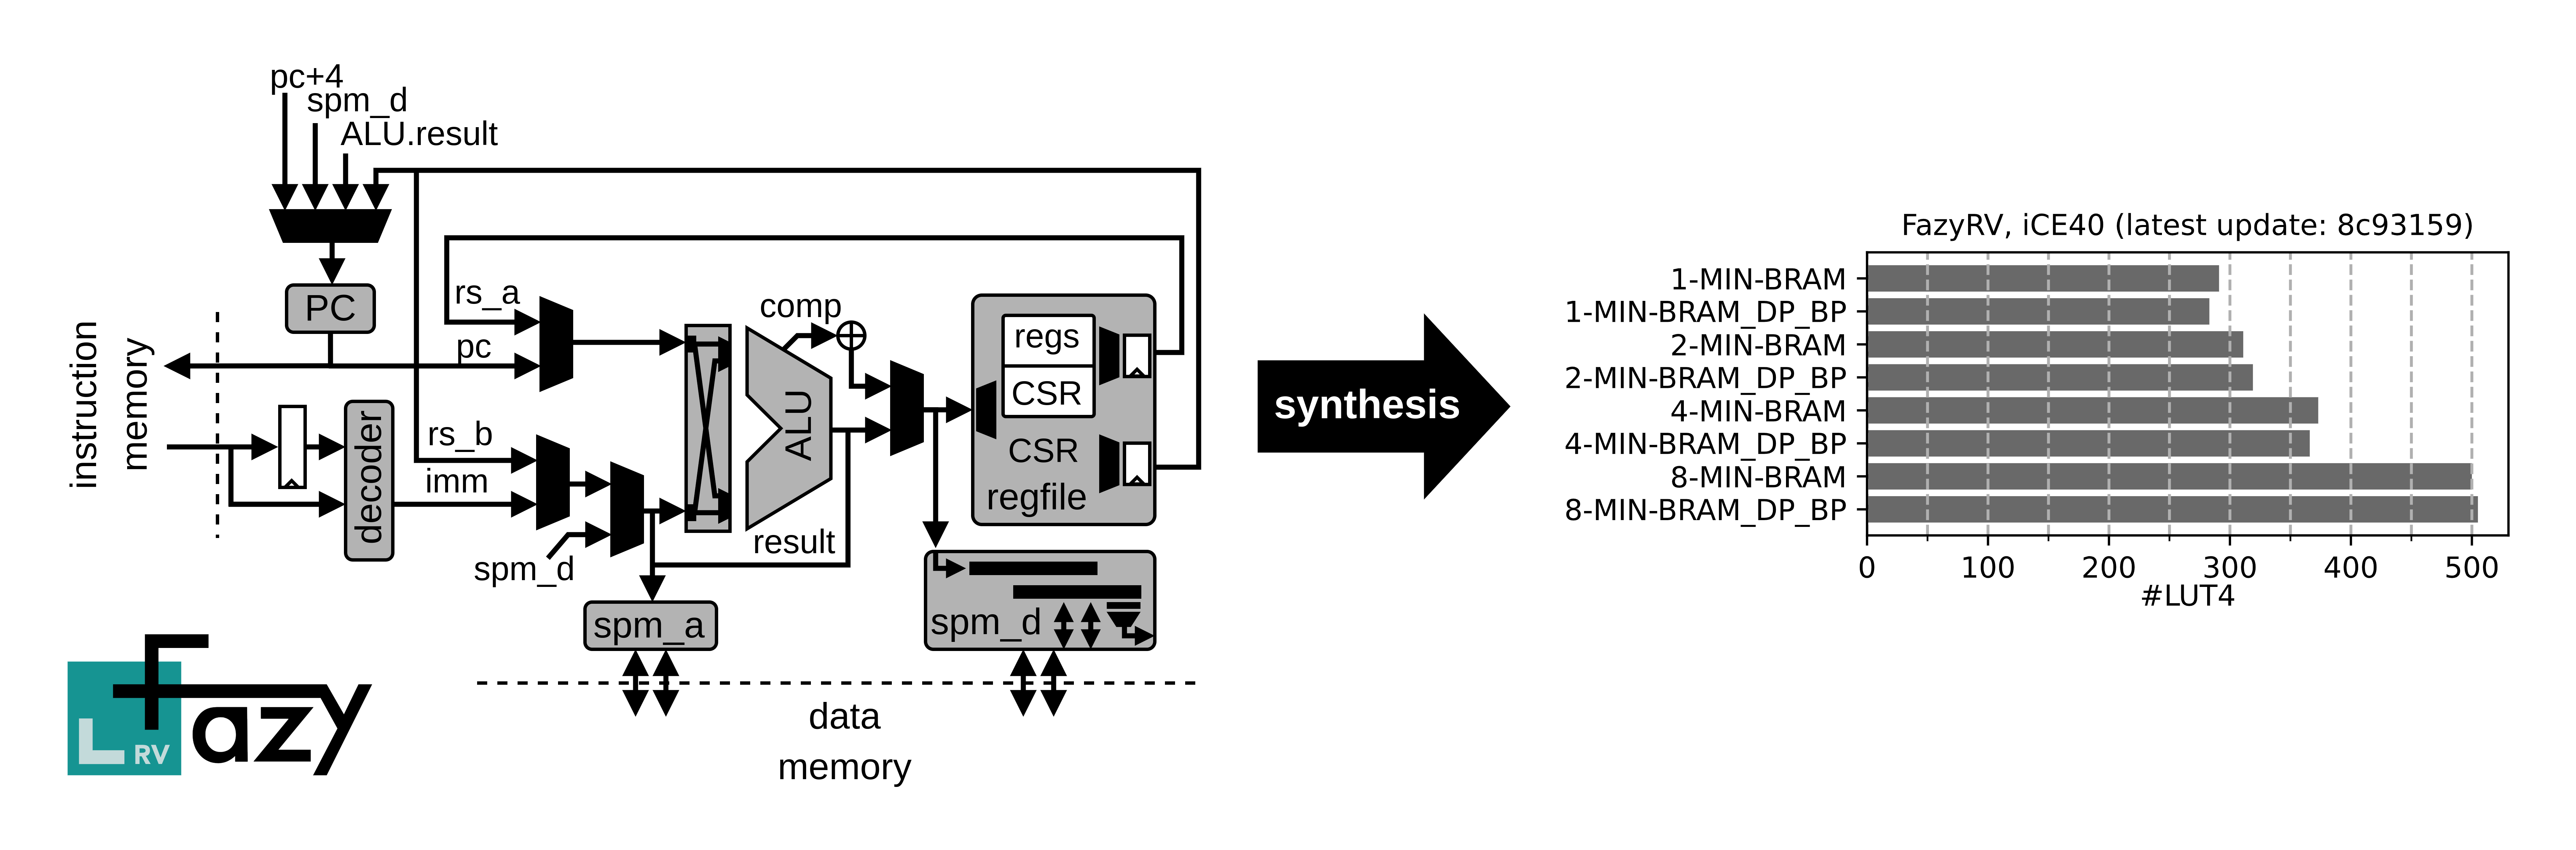 pc+4
spm_d
ALU.result
PC
instruction
memory
decoder
rs_a
pc
rs_b
imm
spm_d
comp
ALU
result
regs
CSR
CSR
regfile
spm_a
spm_d
data
memory
Fazy
RV
synthesis
FazyRV, iCE40 (latest update: 8c93159)
1-MIN-BRAM
1-MIN-BRAM_DP_BP
2-MIN-BRAM
2-MIN-BRAM_DP_BP
4-MIN-BRAM
4-MIN-BRAM_DP_BP
8-MIN-BRAM
8-MIN-BRAM_DP_BP
0 100 200 300 400 500
#LUT4